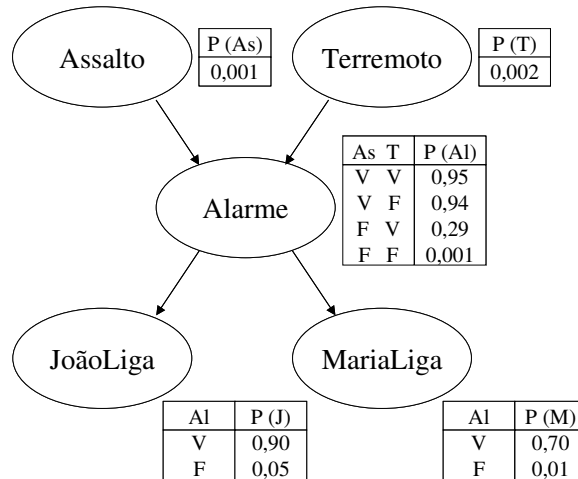 Assalto
P (As)
0,001
Terremoto
P (T)
0,002
Alarme
As T P (Al)
V V 0,95
V F 0,94
F V 0,29
F F 0,001
JoãoLiga
MariaLiga
Al P (J)
V 0,90
F 0,05
Al P (M)
V 0,70
F 0,01